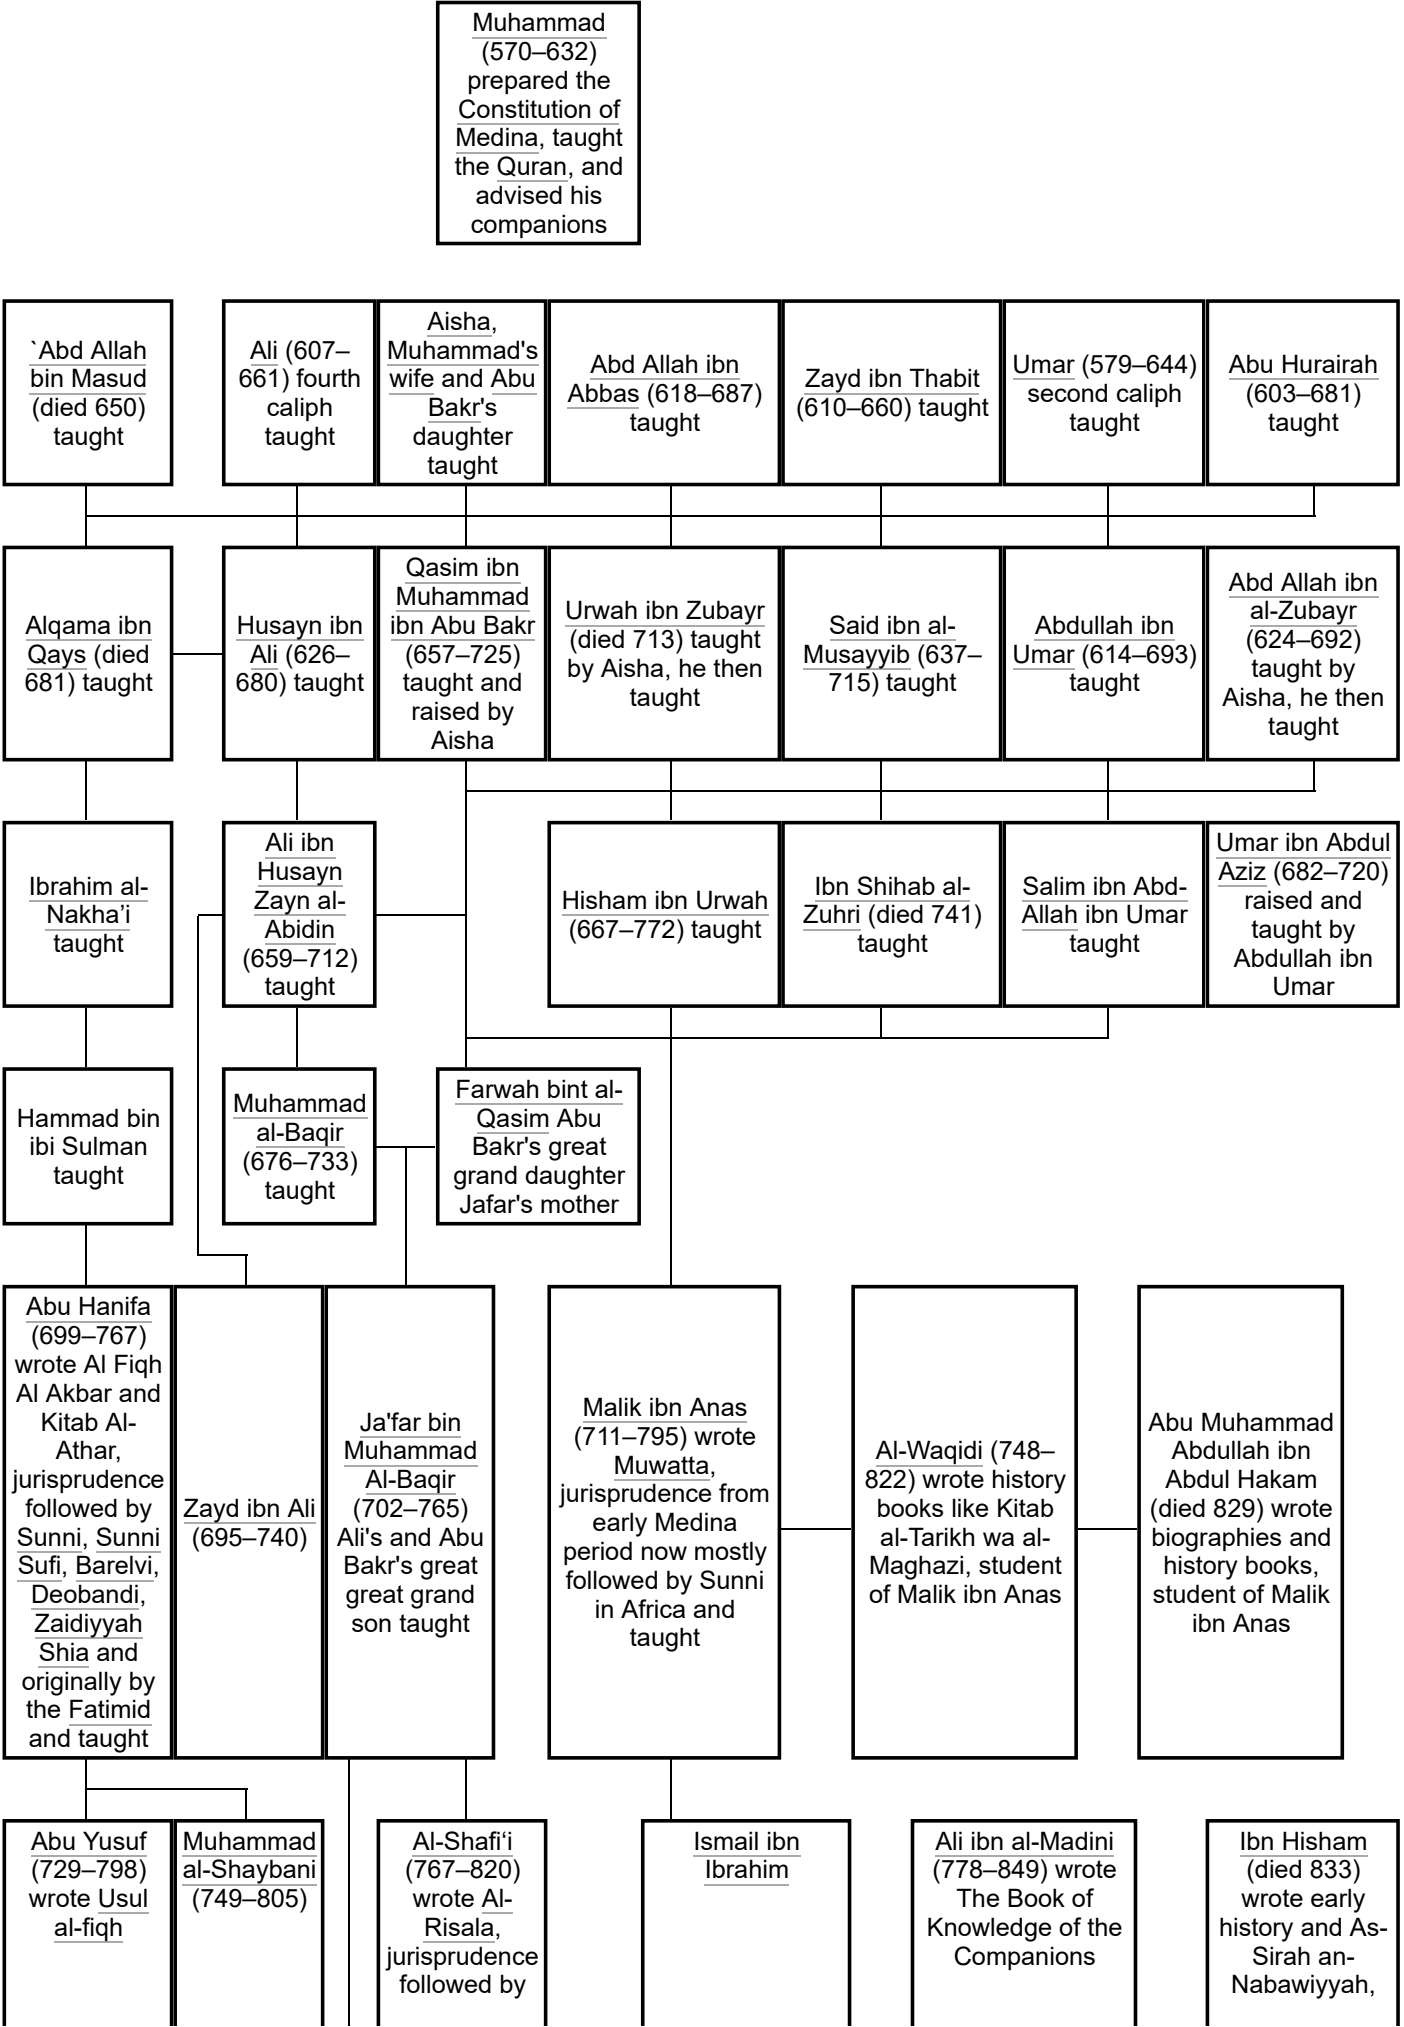 Muhammad
(570–632)
prepared the
Constitution of
Medina, taught
the Quran, and
advised his
companions
`Abd Allah
bin Masud
(died 650)
taught
Ali (607–
661) fourth
caliph
taught
Aisha,
Muhammad's
wife and Abu
Bakr's
daughter
taught
Abd Allah ibn
Abbas (618–687)
taught
Zayd ibn Thabit
(610–660) taught
Umar (579–644)
second caliph
taught
Abu Hurairah
(603–681)
taught
Alqama ibn
Qays (died
681) taught
Husayn ibn
Ali (626–
680) taught
Qasim ibn
Muhammad
ibn Abu Bakr
(657–725)
taught and
raised by
Aisha
Urwah ibn Zubayr
(died 713) taught
by Aisha, he then
taught
Said ibn al-
Musayyib (637–
715) taught
Abdullah ibn
Umar (614–693)
taught
Abd Allah ibn
al-Zubayr
(624–692)
taught by
Aisha, he then
taught
Ibrahim al-
Nakha’i
taught
Ali ibn
Husayn
Zayn al-
Abidin
(659–712)
taught
Hisham ibn Urwah
(667–772) taught
Ibn Shihab al-
Zuhri (died 741)
taught
Salim ibn Abd-
Allah ibn Umar
taught
Umar ibn Abdul
Aziz (682–720)
raised and
taught by
Abdullah ibn
Umar
Hammad bin
ibi Sulman
taught
Muhammad
al-Baqir
(676–733)
taught
Farwah bint al-
Qasim Abu
Bakr's great
grand daughter
Jafar's mother
Abu Hanifa
(699–767)
wrote Al Fiqh
Al Akbar and
Kitab Al-
Athar,
jurisprudence
followed by
Sunni, Sunni
Sufi, Barelvi,
Deobandi,
Zaidiyyah
Shia and
originally by
the Fatimid
and taught
Zayd ibn Ali
(695–740)
Ja'far bin
Muhammad
Al-Baqir
(702–765)
Ali's and Abu
Bakr's great
great grand
son taught
Malik ibn Anas
(711–795) wrote
Muwatta,
jurisprudence from
early Medina
period now mostly
followed by Sunni
in Africa and
taught
Al-Waqidi (748–
822) wrote history
books like Kitab
al-Tarikh wa al-
Maghazi, student
of Malik ibn Anas
Abu Muhammad
Abdullah ibn
Abdul Hakam
(died 829) wrote
biographies and
history books,
student of Malik
ibn Anas
Abu Yusuf
(729–798)
wrote Usul
al-fiqh
Muhammad
al-Shaybani
(749–805)
Al-Shafi‘i
(767–820)
wrote Al-
Risala,
jurisprudence
followed by
Ismail ibn
Ibrahim
Ali ibn al-Madini
(778–849) wrote
The Book of
Knowledge of the
Companions
Ibn Hisham
(died 833)
wrote early
history and As-
Sirah an-
Nabawiyyah,